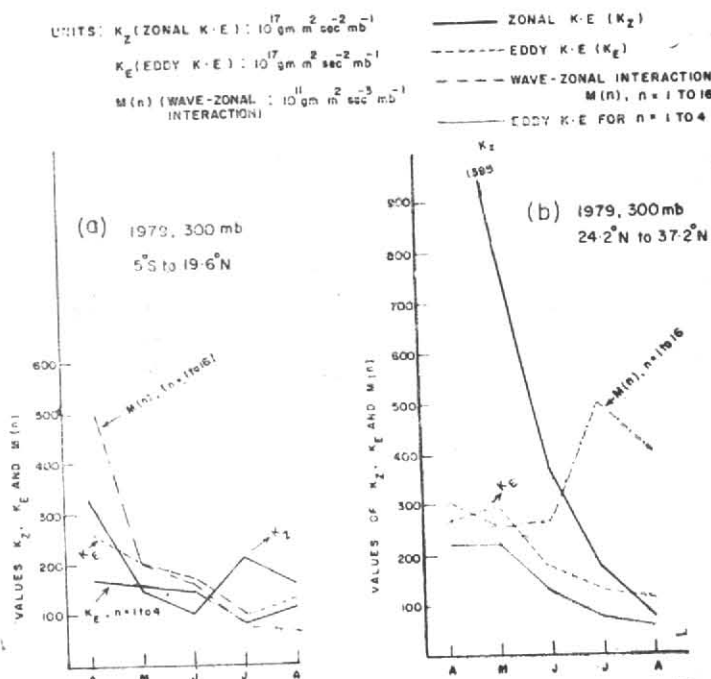 UNITS: K_Z (ZONAL K·E) : 10^17 gm m^2 sec^-2 mb^-1
K_E (EDDY K·E) : 10^17 gm m^2 sec^-2 mb^-1
M(n) (WAVE-ZONAL : 10^11 gm m^2 sec^-3 mb^-1
INTERACTION)
ZONAL K·E (K_Z)
EDDY K·E (K_E)
WAVE-ZONAL INTERACTION
M(n), n = 1 TO 16
EDDY K·E FOR n = 1 TO 4
(a) 1979, 300 mb
5°S to 19·6°N
VALUES K_Z, K_E AND M(n)
600
500
400
300
200
100
M(n), (n = 1 to 16)
K_E
K_Z
K_E, n=1 to 4
A M J J A
K_Z
1585
(b) 1979, 300mb
24·2°N to 37·2°N
VALUES OF K_Z, K_E AND M(n)
900
800
700
600
500
400
300
200
100
M(n), n = 1 to 16
K_E
A M J J A